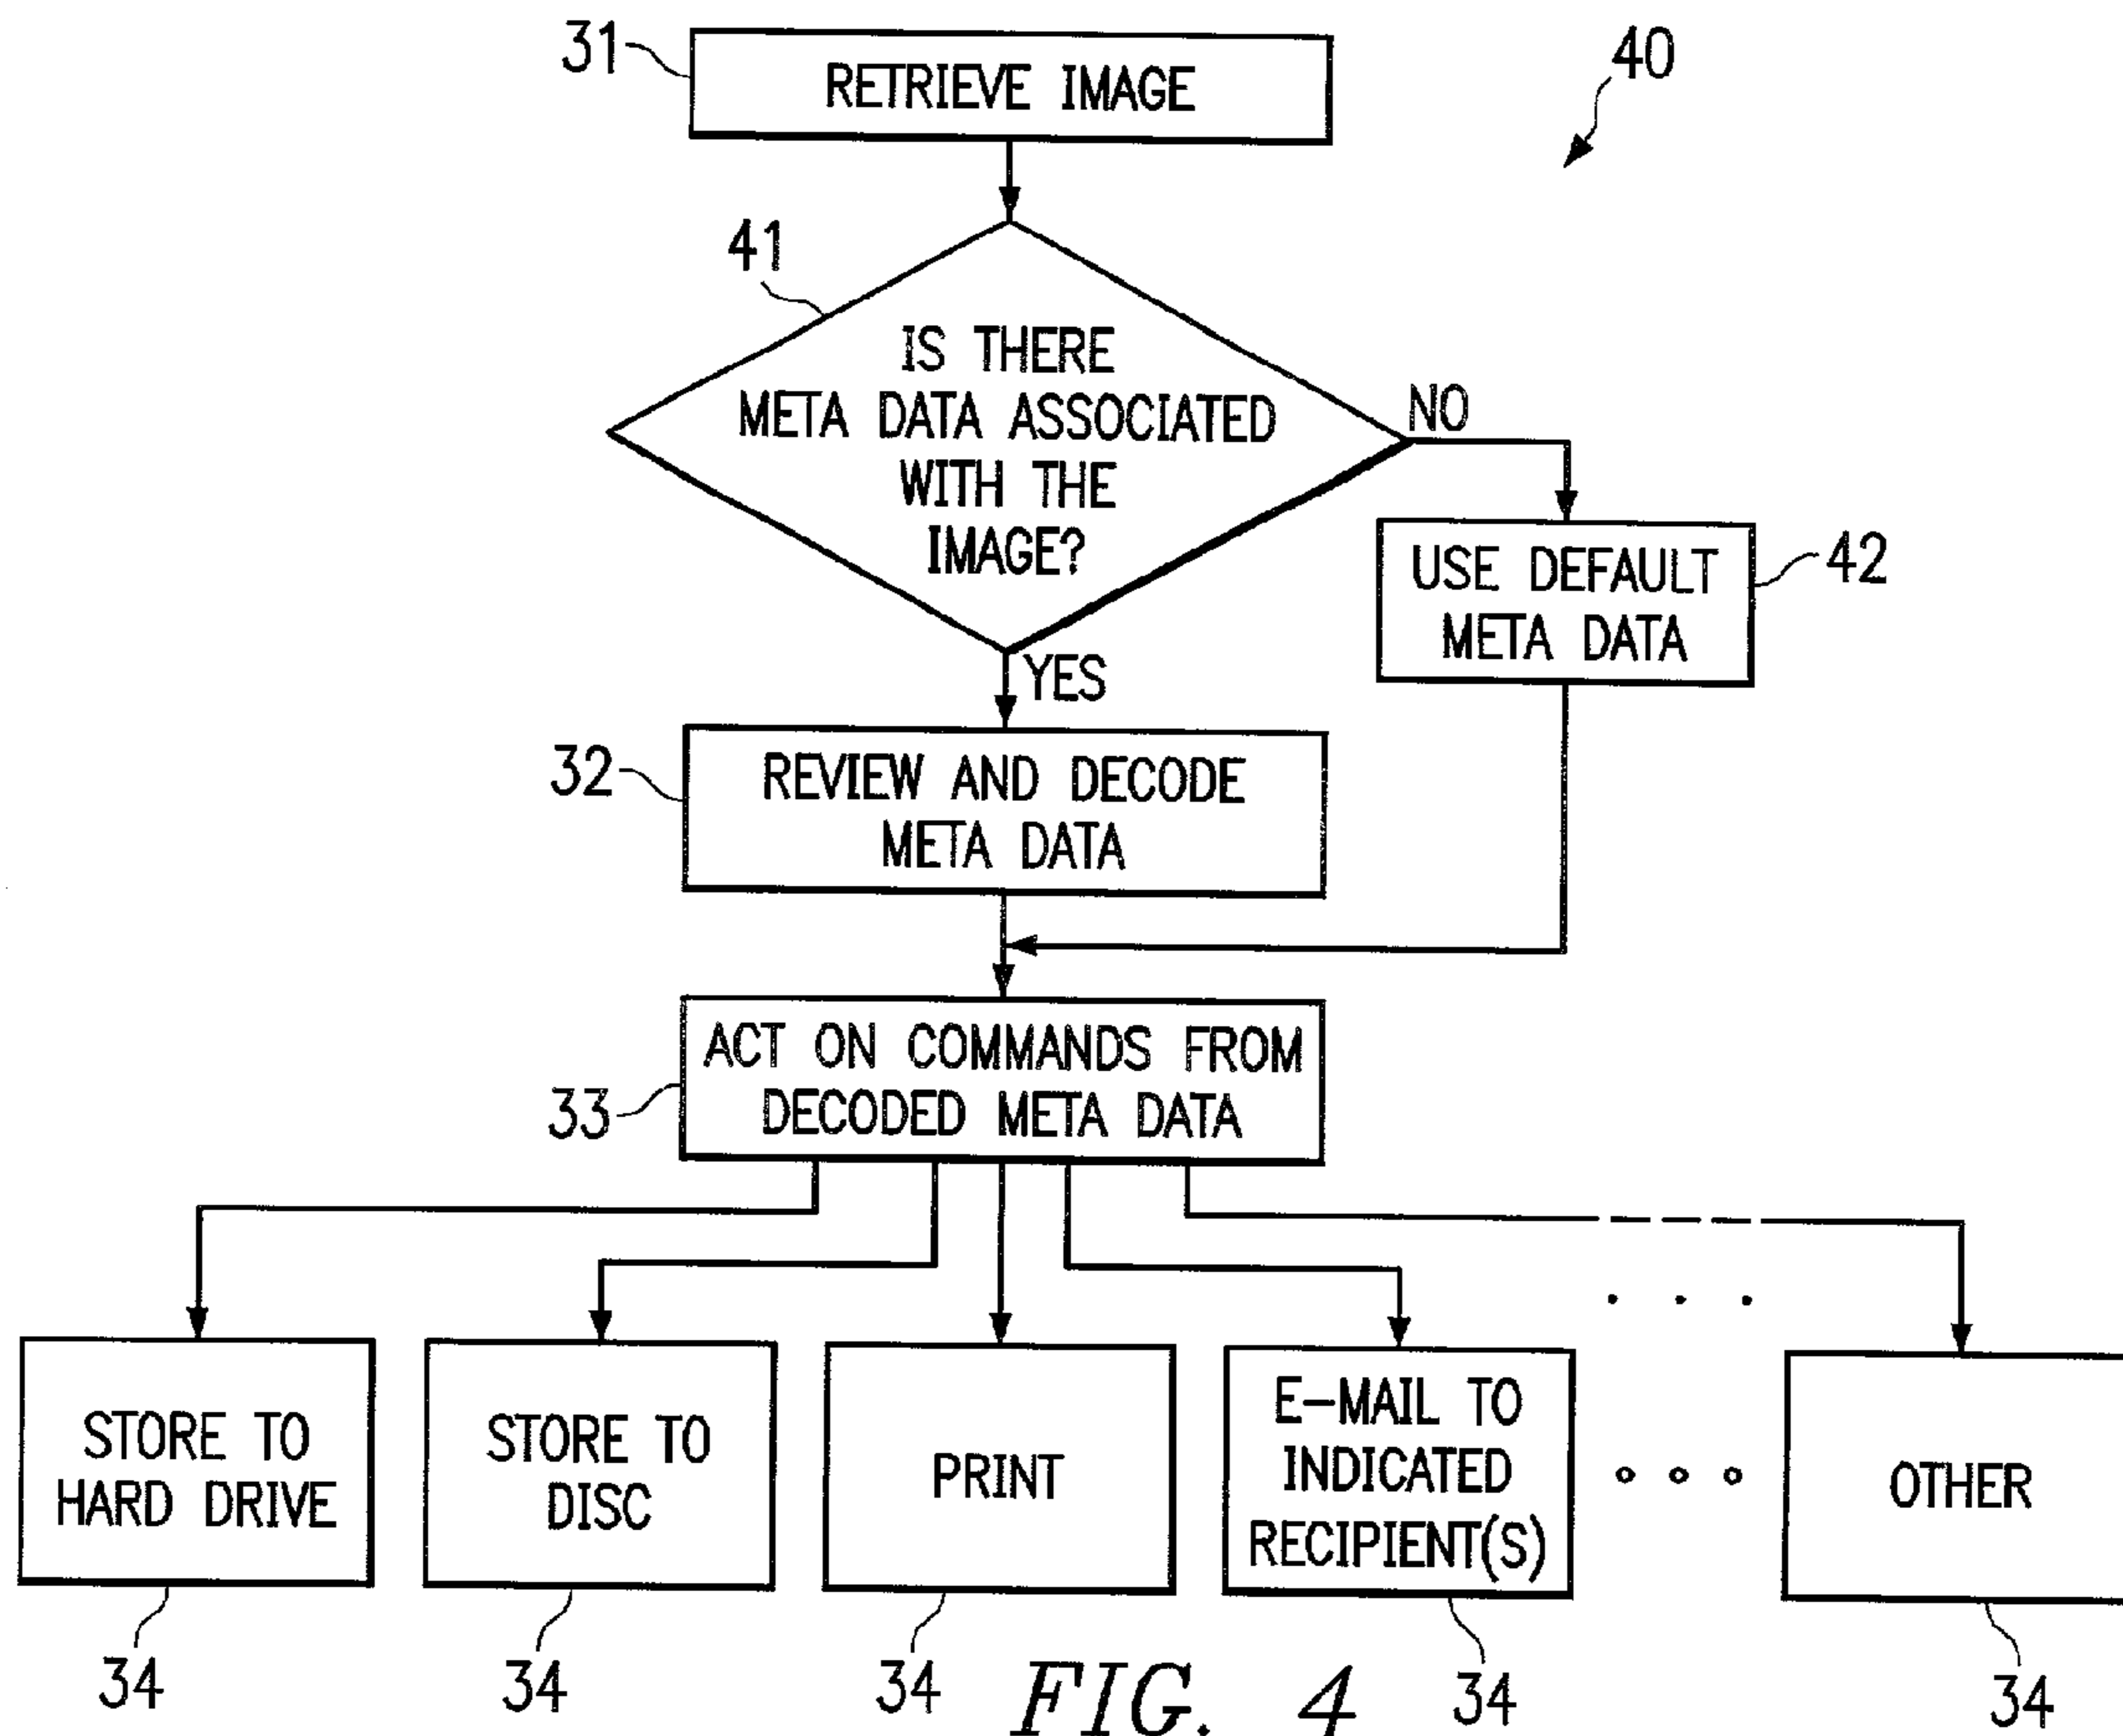 31
RETRIEVE IMAGE
40
41
IS THERE
META DATA ASSOCIATED
WITH THE
IMAGE?
NO
USE DEFAULT
META DATA
42
YES
32
REVIEW AND DECODE
META DATA
33
ACT ON COMMANDS FROM
DECODED META DATA
STORE TO
HARD DRIVE
STORE TO
DISC
PRINT
E-MAIL TO
INDICATED
RECIPIENT(S)
OTHER
34
34
34
34
34
FIG. 4